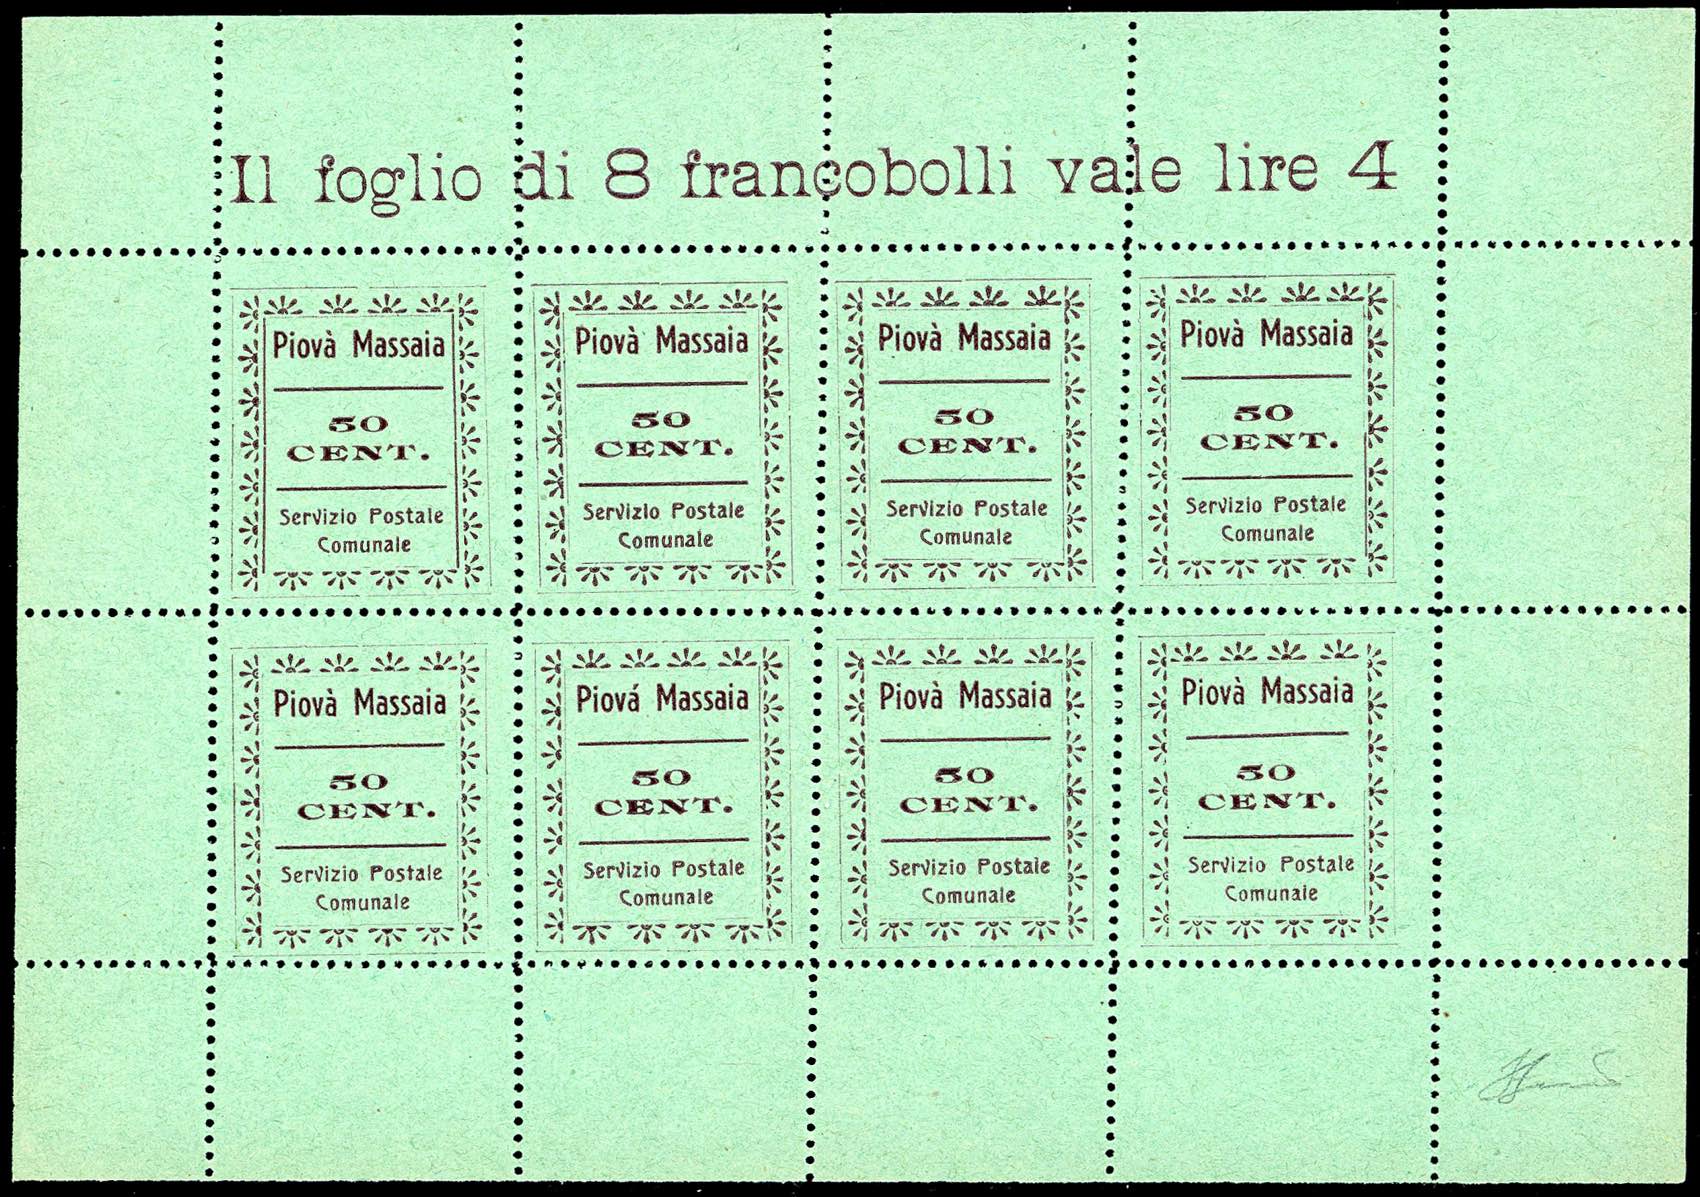 Il foglio di 8 francobolli vale lire 4
Piovà Massaia
50
CENT.
Servizio Postale
Comunale
Piovà Massaia
50
CENT.
Servizio Postale
Comunale
Piovà Massaia
50
CENT.
Servizio Postale
Comunale
Piovà Massaia
50
CENT.
Servizio Postale
Comunale
Piovà Massaia
50
CENT.
Servizio Postale
Comunale
Piová Massaia
50
CENT.
Servizio Postale
Comunale
Piovà Massaia
50
CENT.
Servizio Postale
Comunale
Piovà Massaia
50
CENT.
Servizio Postale
Comunale